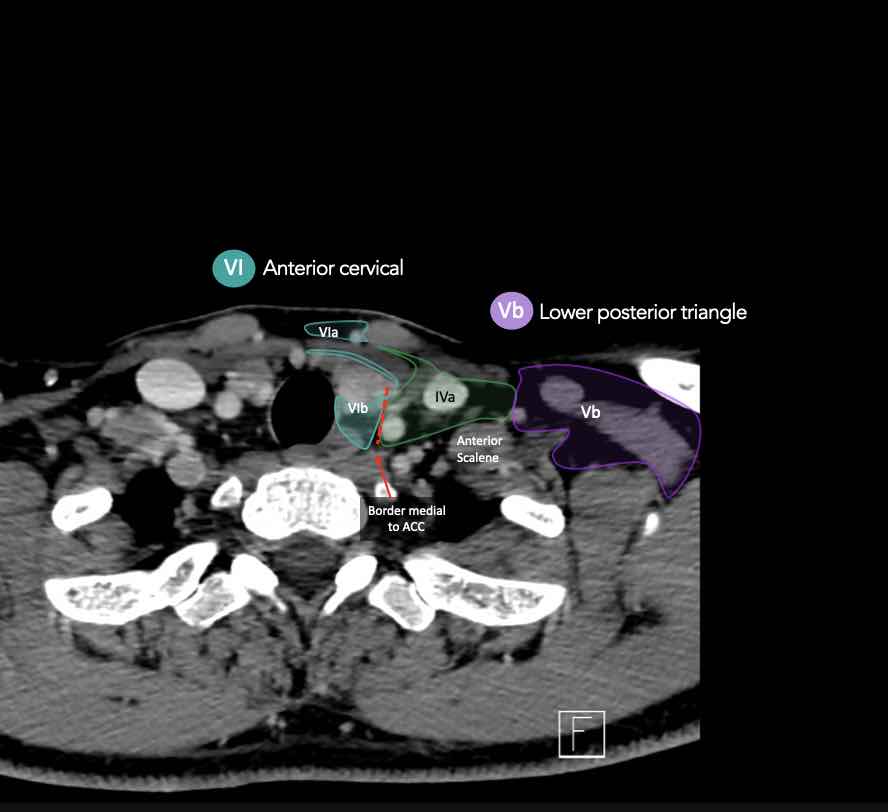 VI Anterior cervical
Vb Lower posterior triangle
VIa
IVa
VIb
Vb
Anterior
Scalene
Border medial
to ACC
F